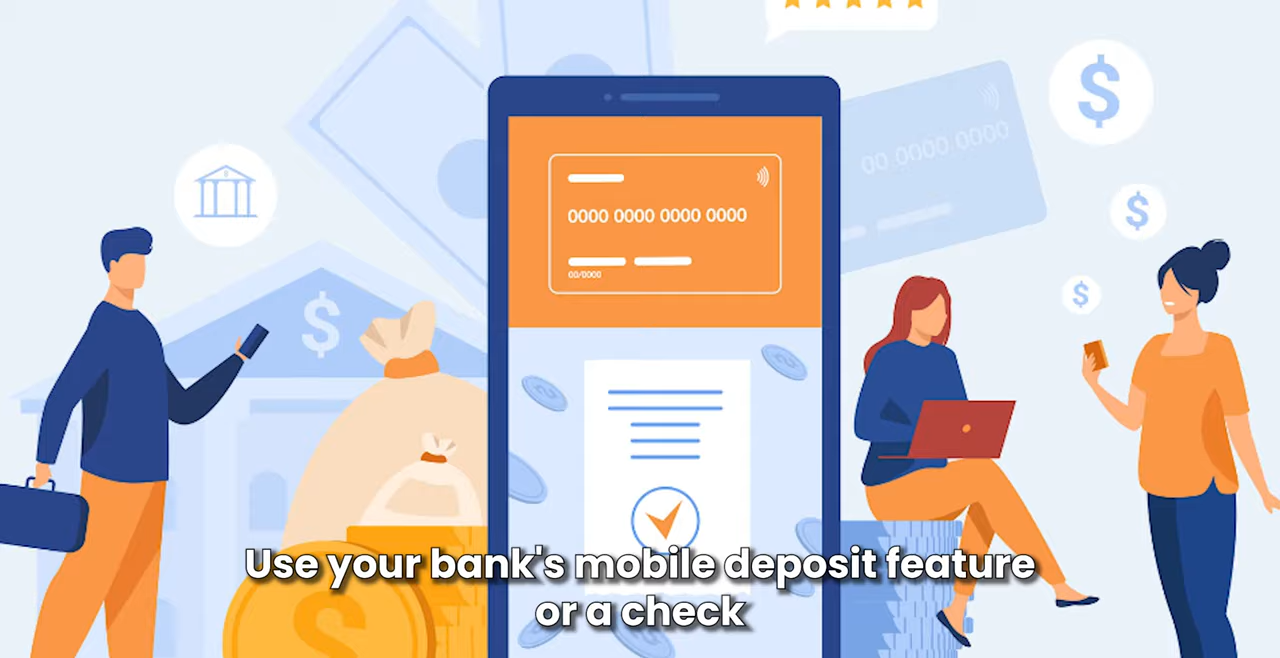 $
00 0000 0000
0000 0000 0000 0000
00/0000
$
$
$
$
Use your bank's mobile deposit feature
or a check